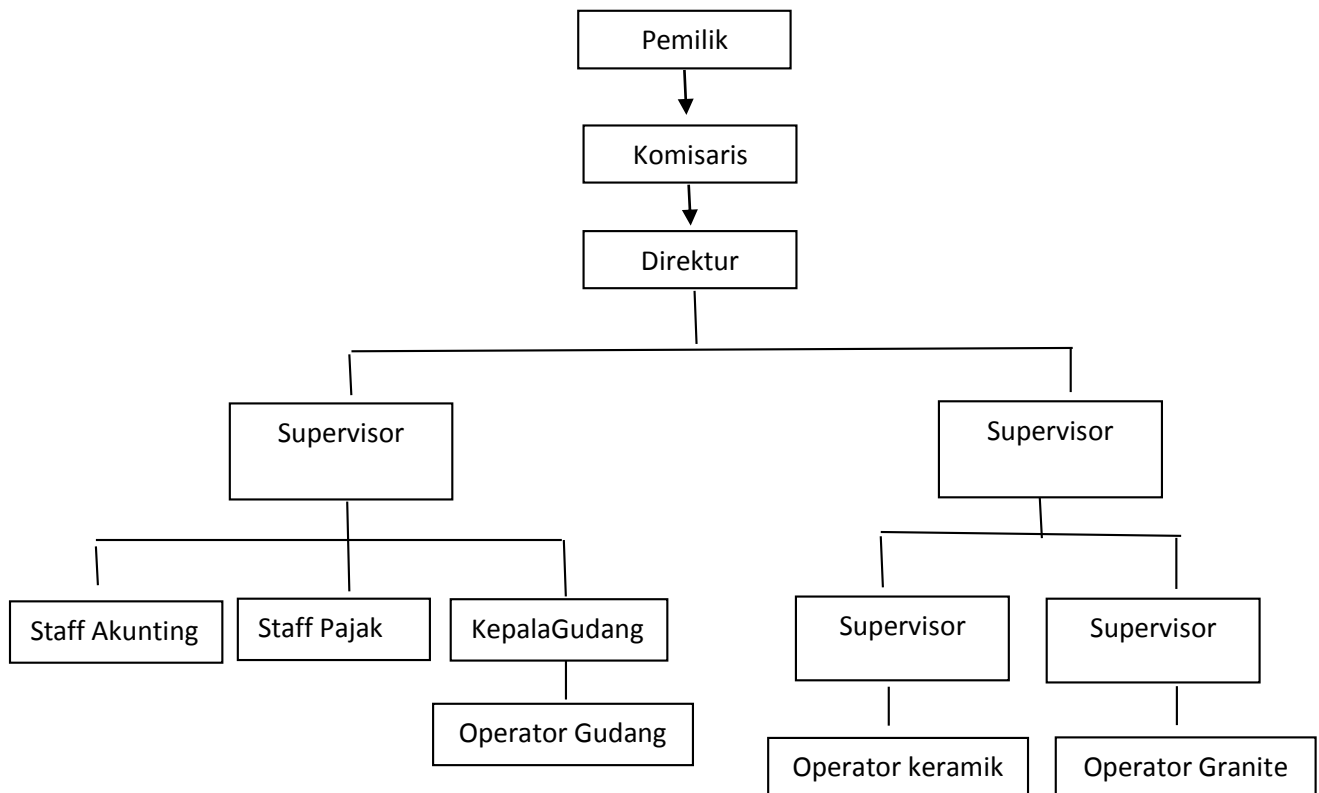 Pemilik
Komisaris
Direktur
Supervisor
Supervisor
Staff Akunting
Staff Pajak
KepalaGudang
Supervisor
Supervisor
Operator Gudang
Operator keramik
Operator Granite